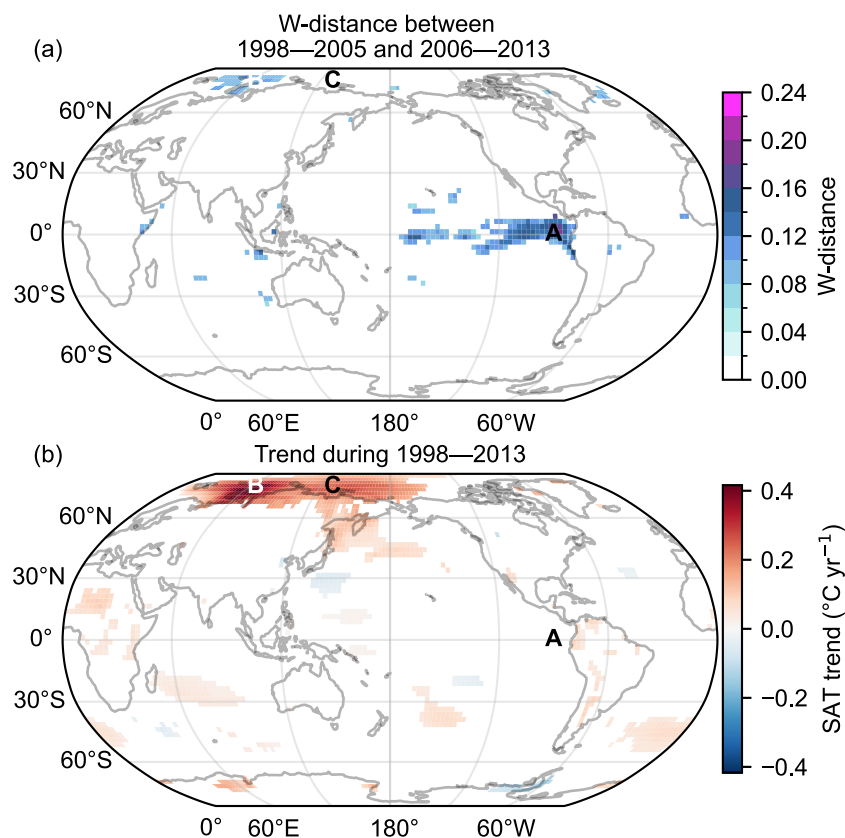 W-distance between
(a) 1998—2005 and 2006—2013
C
60°N
30°N
0°
A
30°S
60°S
0° 60°E 180° 60°W
0.24
0.20
0.16
0.12
0.08
0.04
0.00
W-distance
(b) Trend during 1998—2013
B C
60°N
30°N
0°
A
30°S
60°S
0° 60°E 180° 60°W
0.4
0.2
0.0
−0.2
−0.4
SAT trend (°C yr⁻¹)